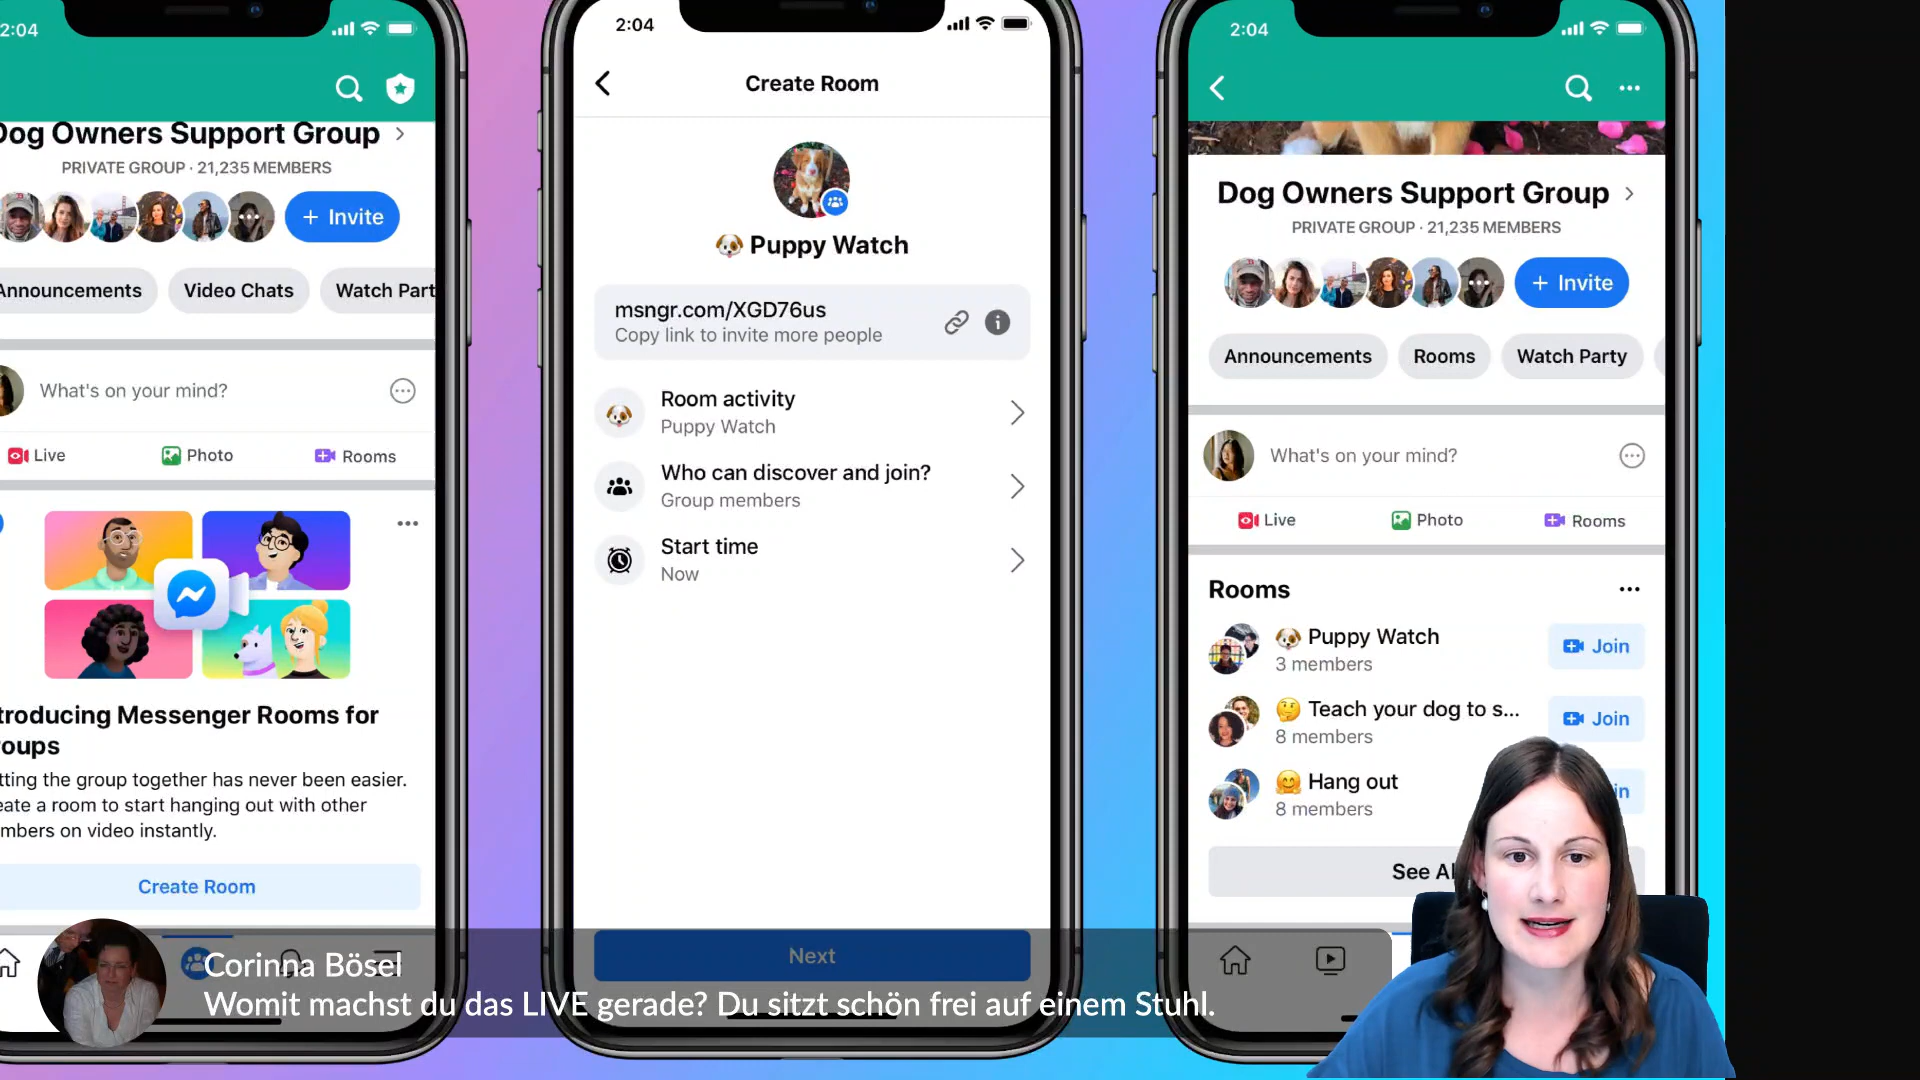 2:04
Dog Owners Support Group
PRIVATE GROUP · 21,235 MEMBERS
+ Invite
Announcements
Video Chats
Watch Part
What's on your mind?
Live
Photo
Rooms
troducing Messenger Rooms for
oups
tting the group together has never been easier.
eate a room to start hanging out with other
mbers on video instantly.
Create Room
2:04
Create Room
Puppy Watch
msngr.com/XGD76us
Copy link to invite more people
Room activity
Puppy Watch
Who can discover and join?
Group members
Start time
Now
Next
2:04
Dog Owners Support Group
PRIVATE GROUP · 21,235 MEMBERS
+ Invite
Announcements
Rooms
Watch Party
What's on your mind?
Live
Photo
Rooms
Rooms
Puppy Watch
3 members
Join
Teach your dog to s...
8 members
Join
Hang out
8 members
in
See Al
Corinna Bösel
Womit machst du das LIVE gerade? Du sitzt schön frei auf einem Stuhl.